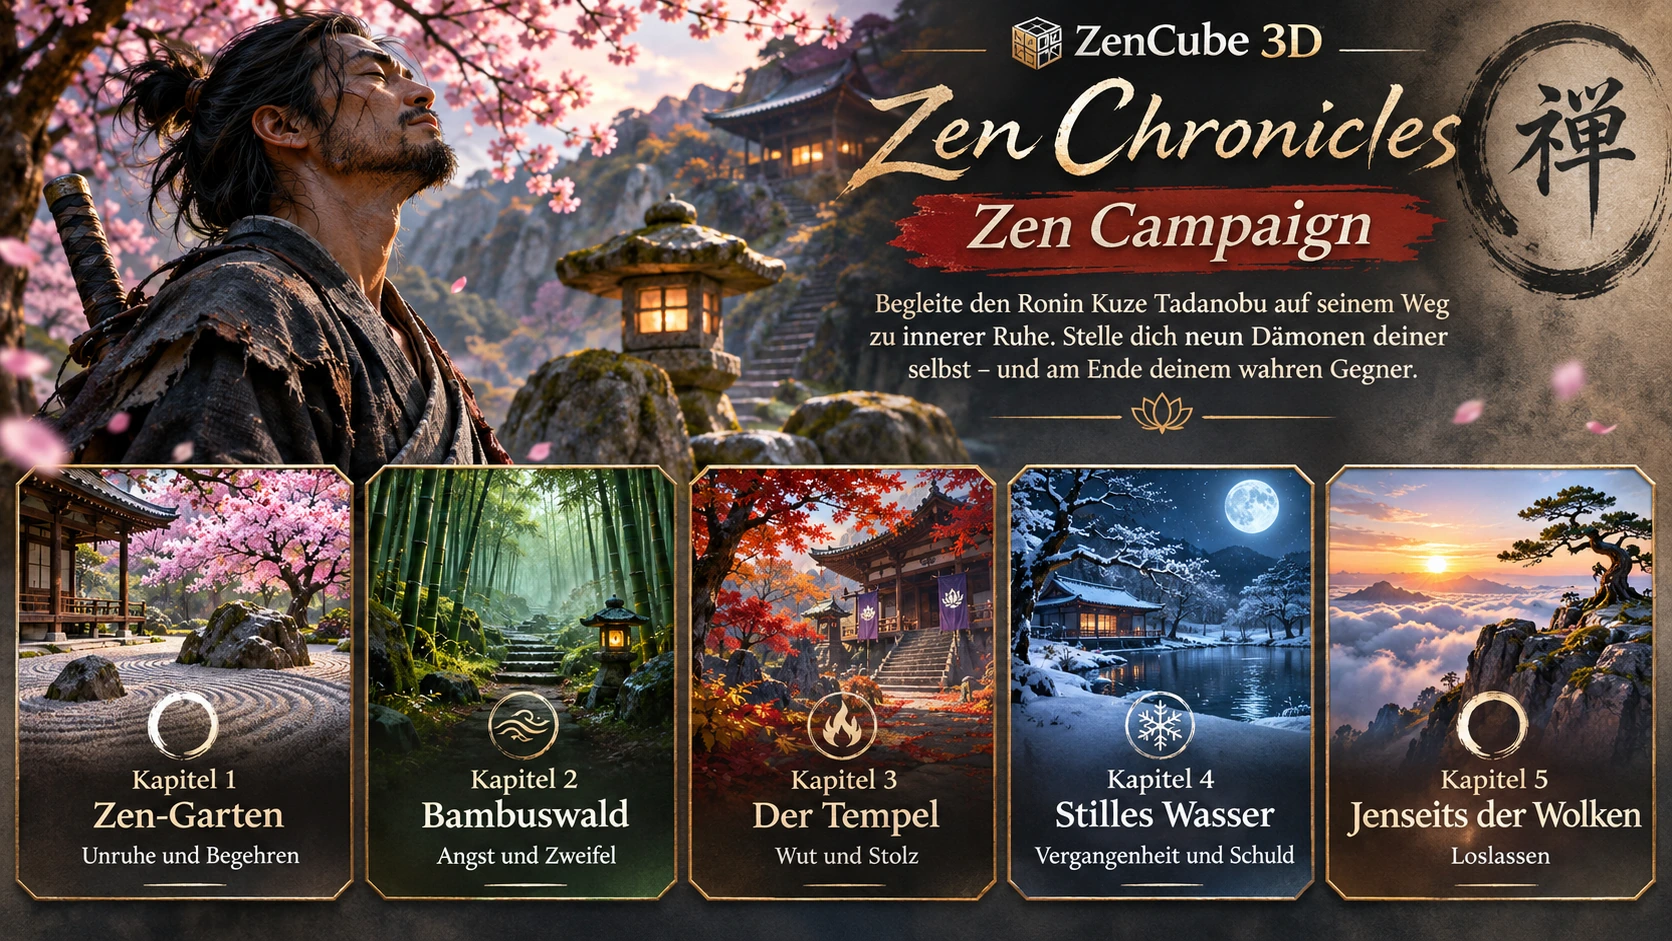 ZenCube 3D
Zen Chronicles
禅
Zen Campaign
Begleite den Ronin Kuze Tadanobu auf seinem Weg
zu innerer Ruhe. Stelle dich neun Dämonen deiner
selbst – und am Ende deinem wahren Gegner.
Kapitel 1
Zen-Garten
Unruhe und Begehren
Kapitel 2
Bambuswald
Angst und Zweifel
Kapitel 3
Der Tempel
Wut und Stolz
Kapitel 4
Stilles Wasser
Vergangenheit und Schuld
Kapitel 5
Jenseits der Wolken
Loslassen